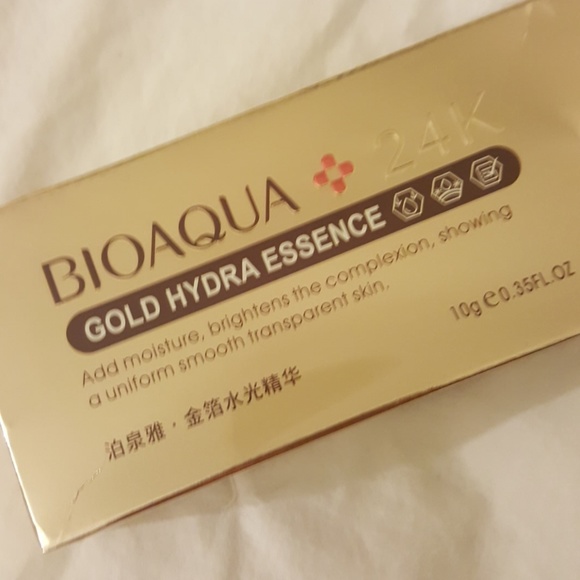 BIOAQUA 24K
GOLD HYDRA ESSENCE
Add moisture, brightens the complexion, showing
a uniform smooth transparent skin.
10g e 0.35FL.OZ
泊泉雅·金箔水光精华